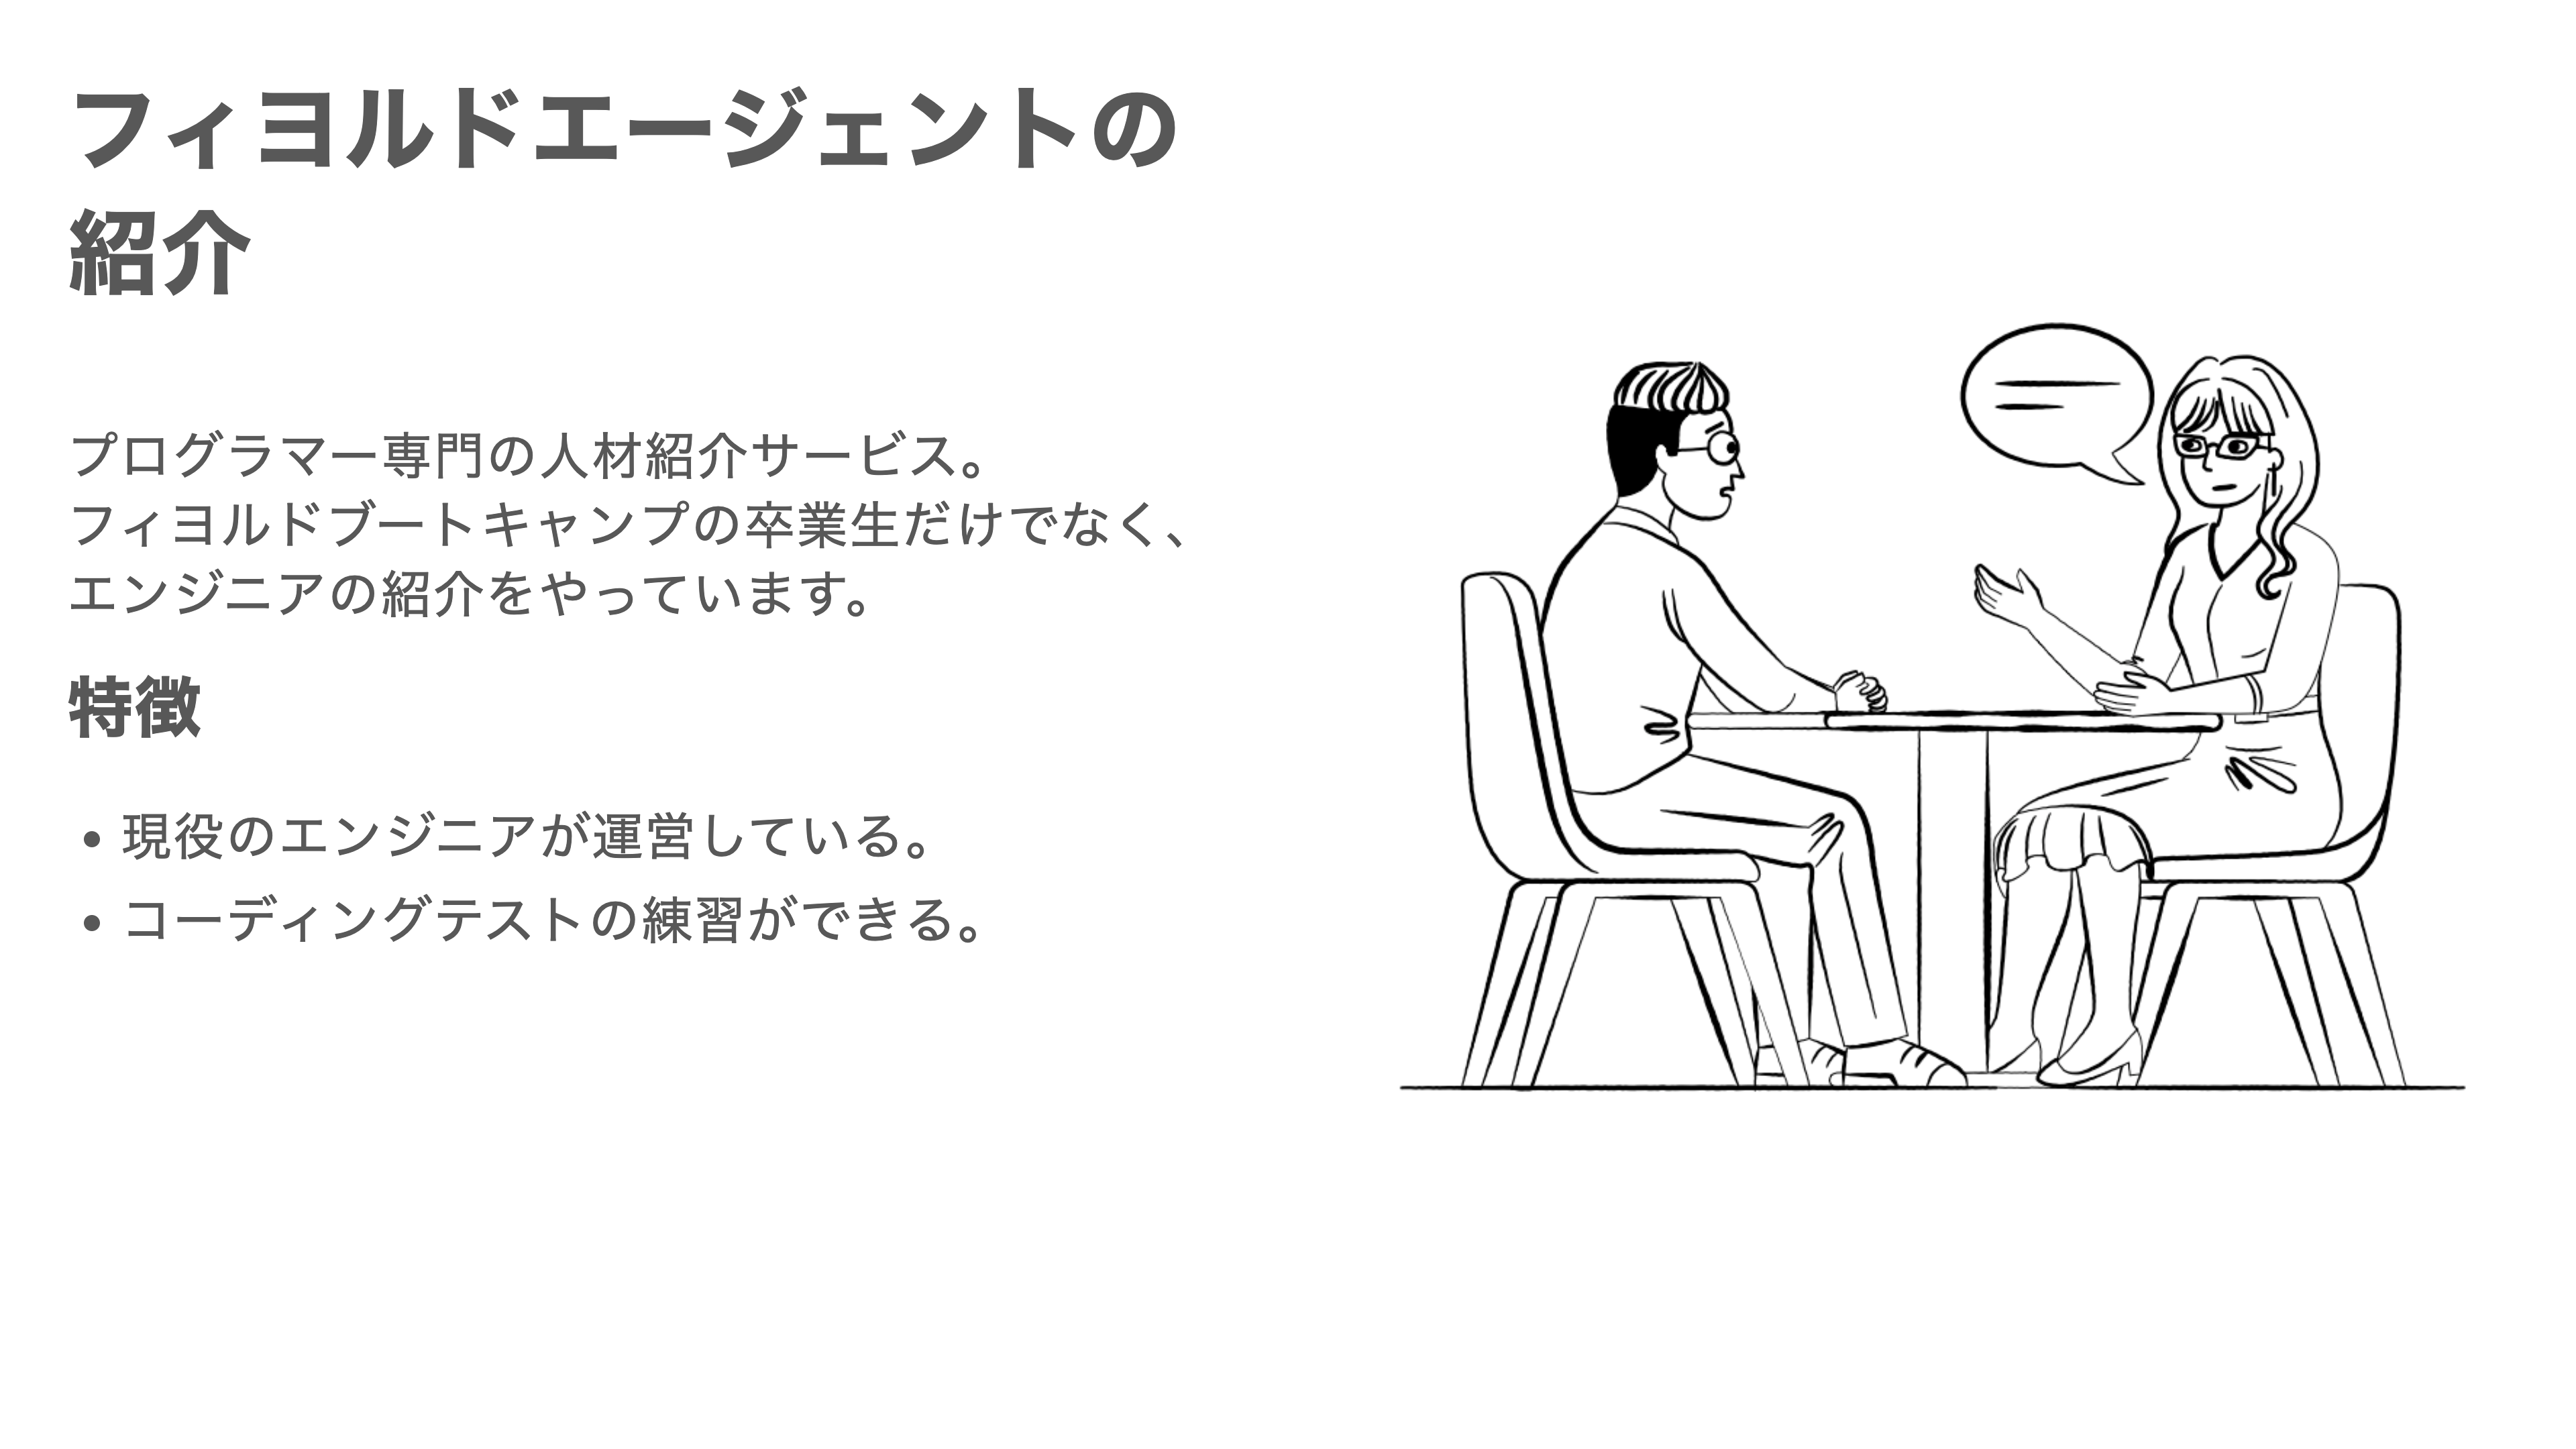 フィヨルドエージェントの
紹介
プログラマー専門の人材紹介サービス。
フィヨルドブートキャンプの卒業生だけでなく、
エンジニアの紹介をやっています。
特徴
• 現役のエンジニアが運営している。
• コーディングテストの練習ができる。